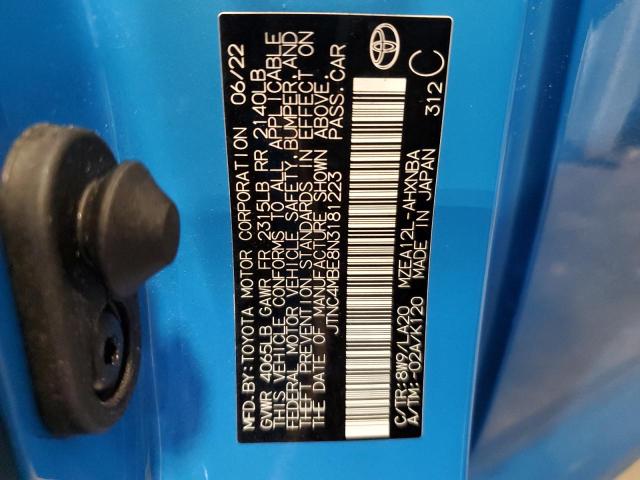 MFD.BY:TOYOTA MOTOR CORPORATION 06/22
GVWR 4065LB GAWR FR 2315LB RR 2140LB
THIS VEHICLE CONFORMS TO ALL APPLICABLE
FEDERAL MOTOR VEHICLE SAFETY, BUMPER, AND
THEFT PREVENTION STANDARDS IN EFFECT ON
THE DATE OF MANUFACTURE SHOWN ABOVE.
JTNC4MBE8N3181223 PASS.CAR
C/TR:8W9/LA20 MZEA12L-AHXNBA
A/TM:-02A/K120 MADE IN JAPAN 312 C